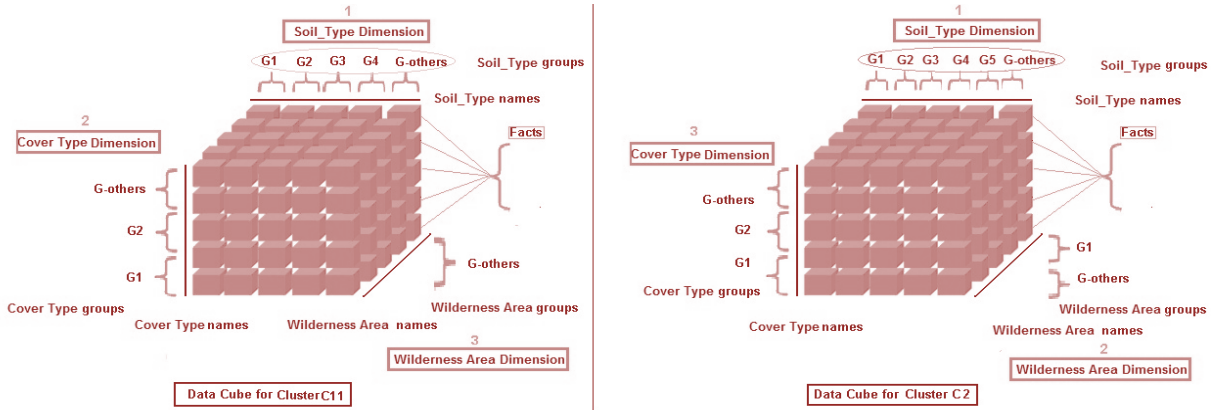 1
Soil_Type Dimension
G1 G2 G3 G4 G-others
Soil_Type groups
Soil_Type names
2
Cover Type Dimension
Facts
G-others
G2
G1
G-others
Cover Type groups
Wilderness Area groups
Cover Type names
Wilderness Area names
3
Wilderness Area Dimension
Data Cube for Cluster C11
1
Soil_Type Dimension
G1 G2 G3 G4 G5 G-others
Soil_Type groups
Soil_Type names
3
Cover Type Dimension
Facts
G-others
G2
G1
G1
G-others
Cover Type groups
Wilderness Area groups
Cover Type names
Wilderness Area names
2
Wilderness Area Dimension
Data Cube for Cluster C2